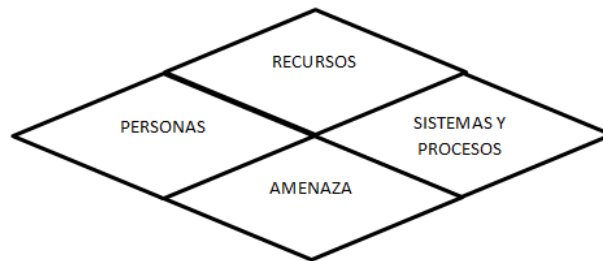 RECURSOS
PERSONAS
SISTEMAS Y
PROCESOS
AMENAZA